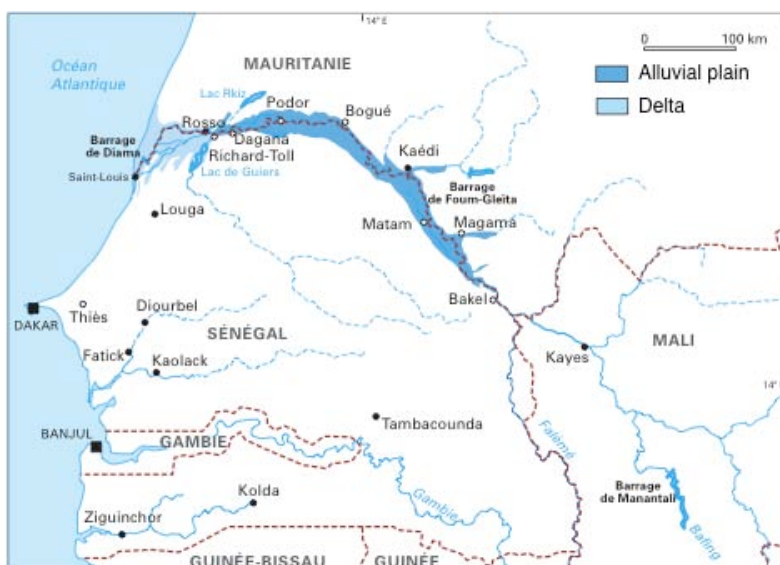 14°E
0 100 km
Océan
Atlantique
MAURITANIE
Alluvial plain
Delta
Lac Rkiz
Podor
Bogué
Rosso
Barrage
de Diama
Dagana
Richard-Toll
Kaédi
Saint-Louis
Lac de Guiers
Barrage
de Foum-Gleïta
Louga
Matam
Magama
Bakel
Thiès
Diourbel
DAKAR
SÉNÉGAL
MALI
Fatick
Kaolack
Kayes
14°
Tambacounda
BANJUL
GAMBIE
Falémé
Kolda
Gambie
Barrage
de Manantali
Ziguinchor
Bafing
GUINÉE-BISSAU
GUINÉE